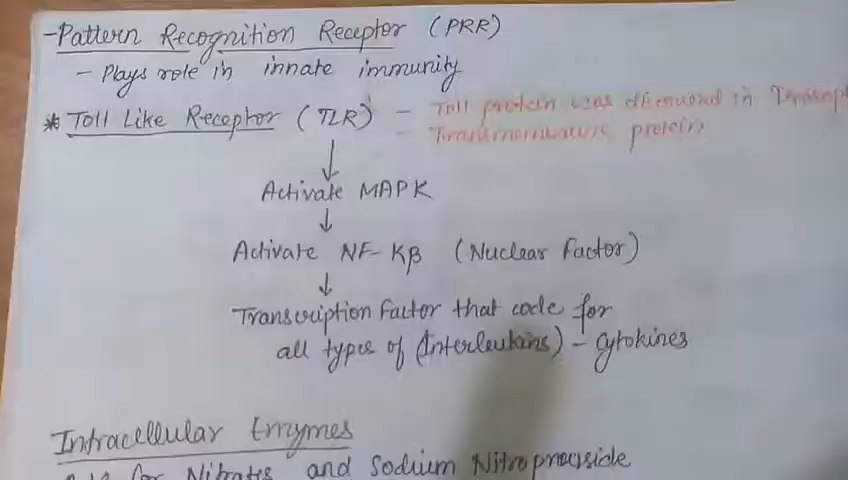 - Pattern Recognition Receptor (PRR)
- Plays role in innate immunity
* Toll Like Receptor (TLR) - Toll protein was discovered in
- Transmembrane protein
↓
Activate MAPK
↓
Activate NF-Kβ (Nuclear Factor)
↓
Transcription factor that code for
all types of (Interleukins) - Cytokines
Intracellular Enzymes
for Nitrates and Sodium Nitroprusside